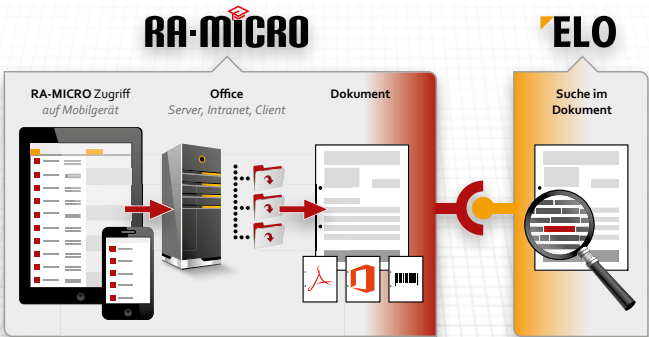 RA-MICRO
ELO
RA-MICRO Zugriff
auf Mobilgerät
Office
Server, Intranet, Client
Dokument
Suche im
Dokument